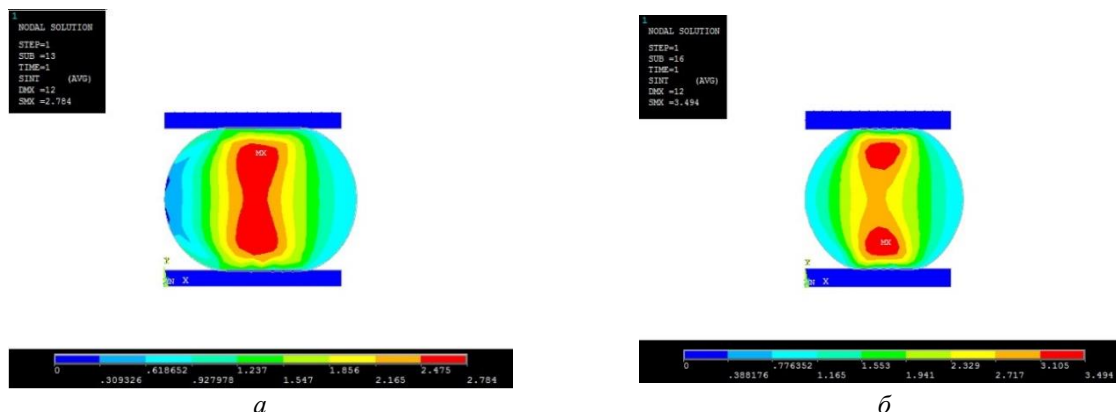 1
NODAL SOLUTION
STEP=1
SUB =13
TIME=1
SINT (AVG)
DMX =12
SMX =2.784
MX
Y
X
0 .618652 1.237 1.856 2.475
.309326 .927978 1.547 2.165 2.784
а
1
NODAL SOLUTION
STEP=1
SUB =16
TIME=1
SINT (AVG)
DMX =12
SMX =3.494
MX
Y
X
0 .776352 1.553 2.329 3.105
.388176 1.165 1.941 2.717 3.494
б